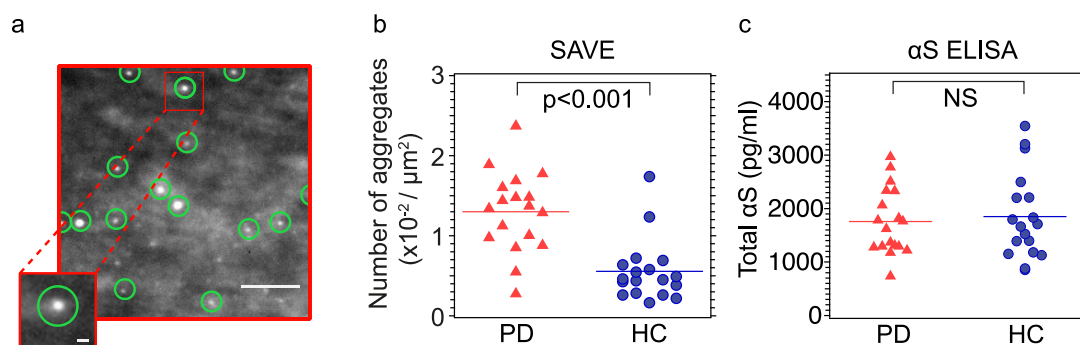 a
b
SAVE
Number of aggregates
(x10⁻² / µm²)
3
2
1
0
p<0.001
PD
HC
c
αS ELISA
Total αS (pg/ml)
4000
3000
2000
1000
0
NS
PD
HC